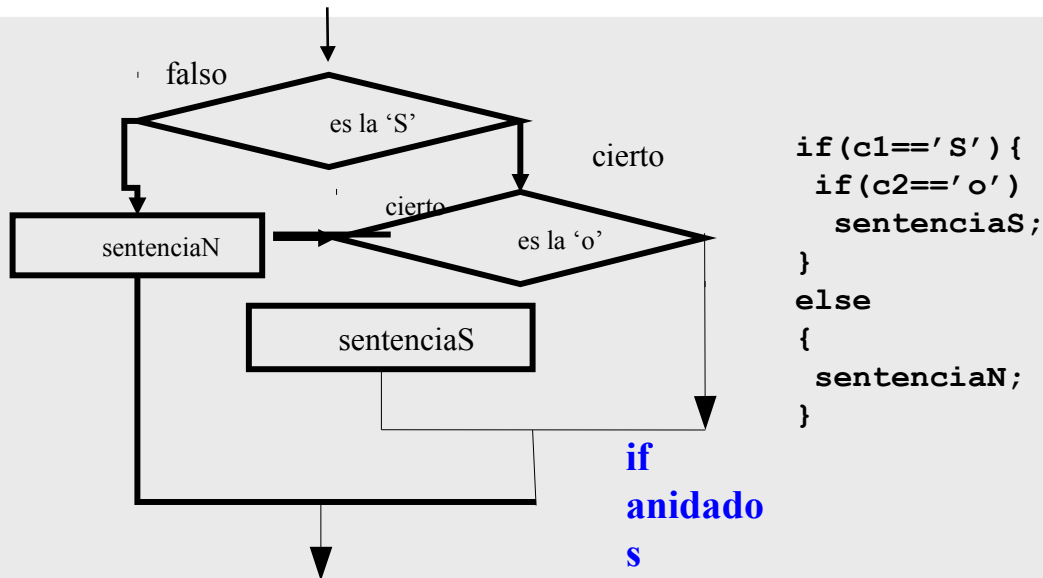 falso
es la ‘S’
cierto
cierto
sentenciaN
es la ‘o’
sentenciaS
if(c1==’S’){
if(c2==’o’)
sentenciaS;
}
else
{
sentenciaN;
}
if
anidado
s